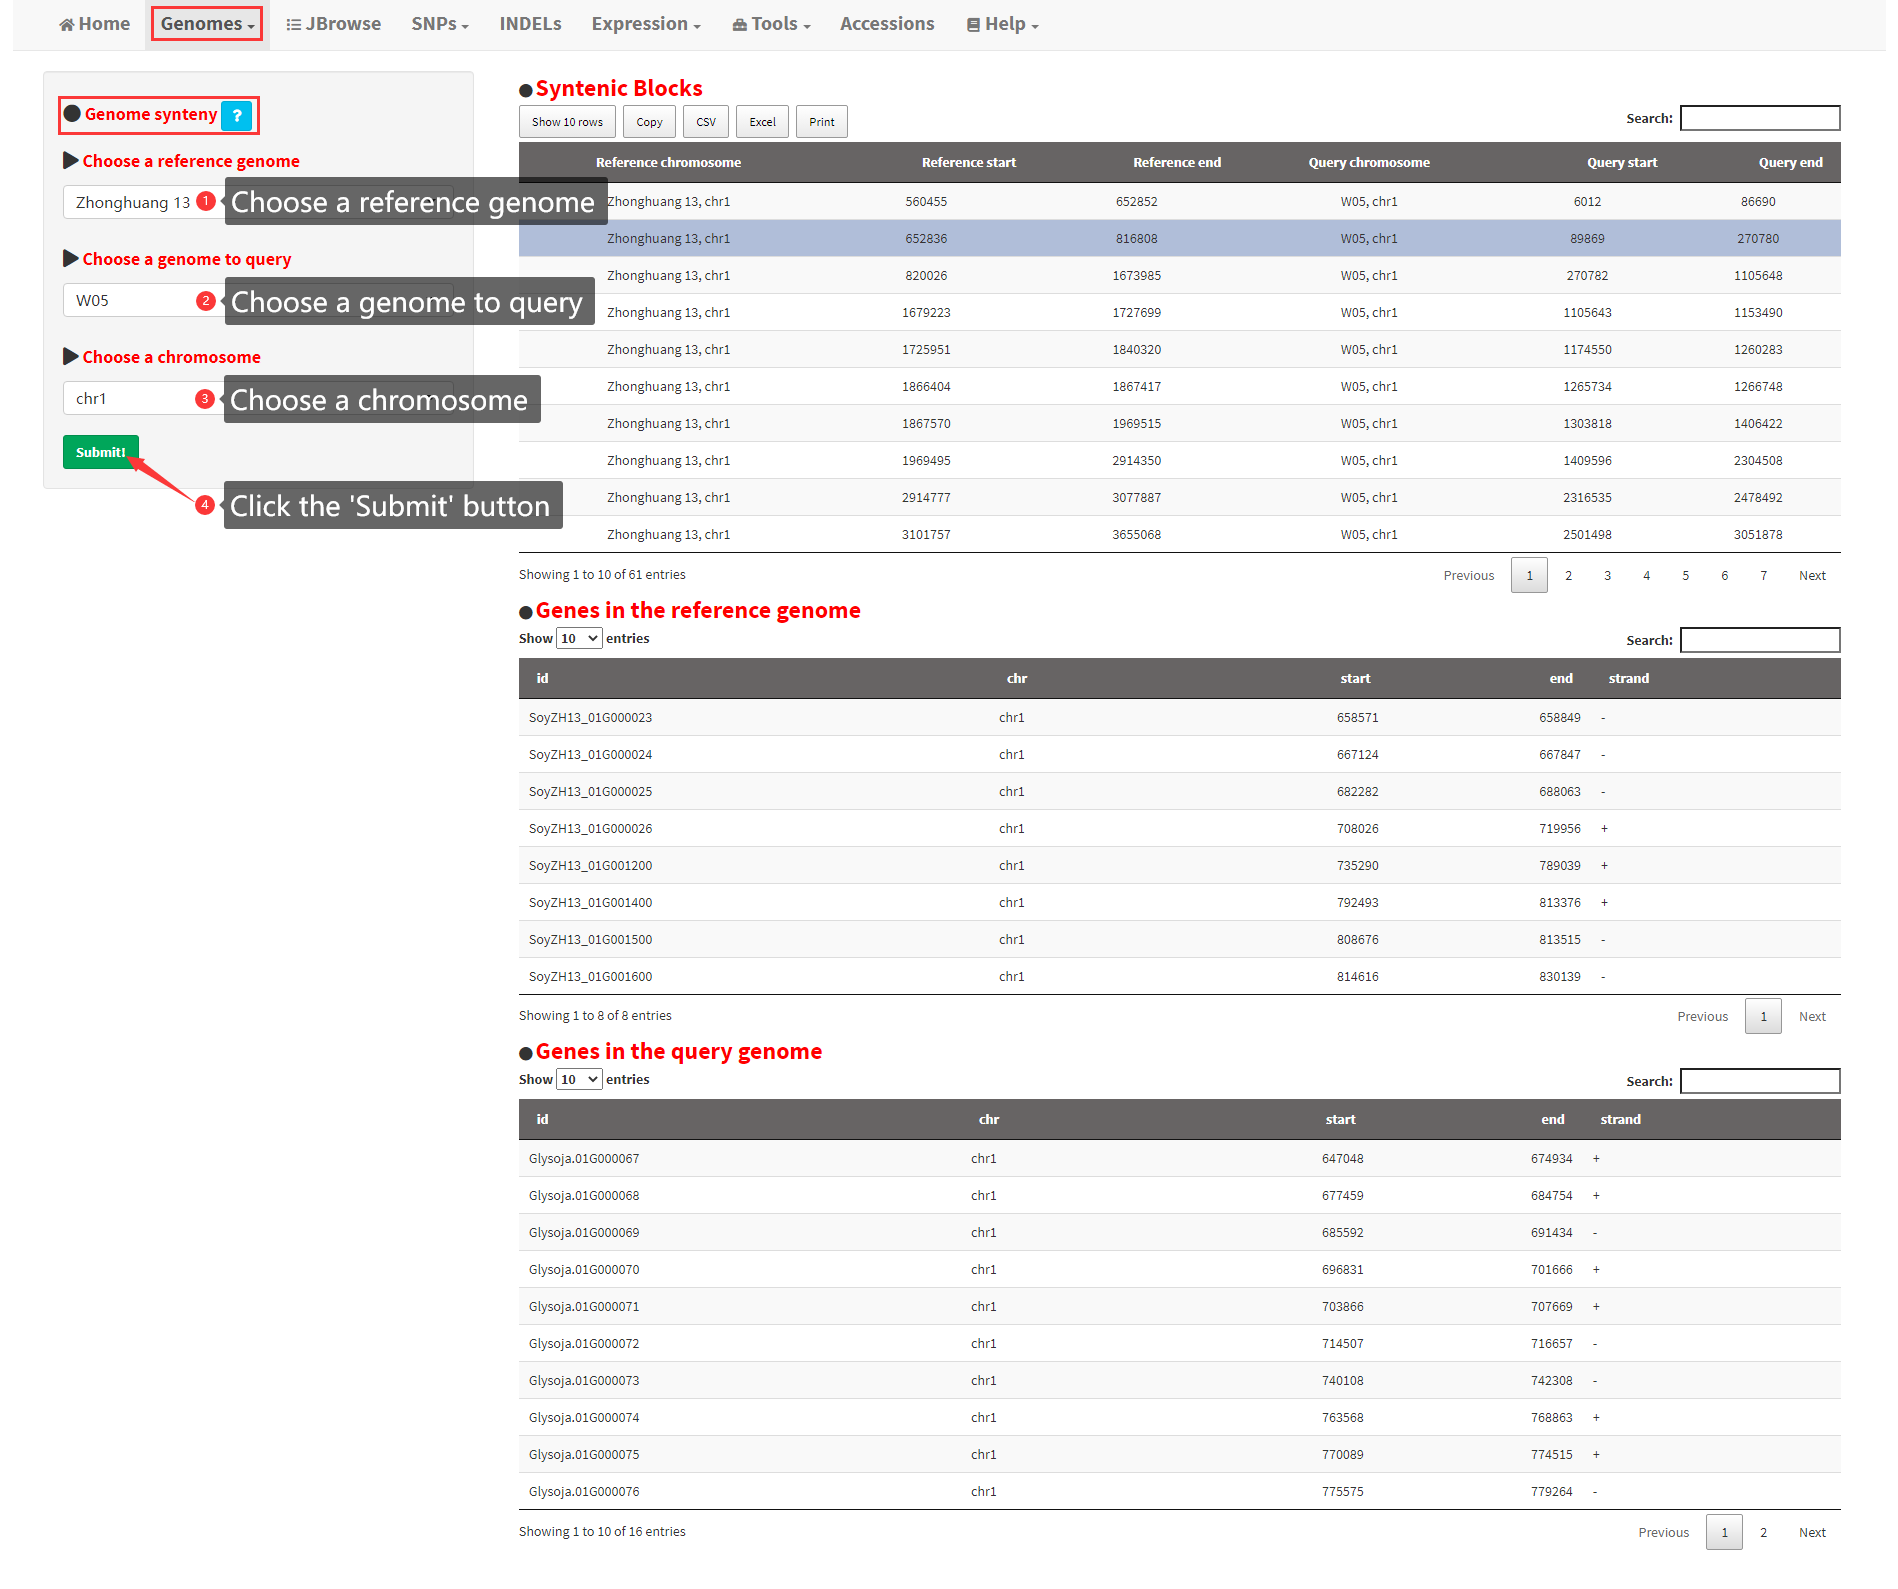 Home Genomes JBrowse SNPs INDELs Expression Tools Accessions Help
Genome synteny ?
Choose a reference genome
Zhonghuang 13 1 Choose a reference genome
Choose a genome to query
W05 2 Choose a genome to query
Choose a chromosome
chr1 3 Choose a chromosome
Submit!
4 Click the 'Submit' button
Syntenic Blocks
Show 10 rows Copy CSV Excel Print Search:
Reference chromosome Reference start Reference end Query chromosome Query start Query end
Zhonghuang 13, chr1 560455 652852 W05, chr1 6012 86690
Zhonghuang 13, chr1 652836 816808 W05, chr1 89869 270780
Zhonghuang 13, chr1 820026 1673985 W05, chr1 270782 1105648
Zhonghuang 13, chr1 1679223 1727699 W05, chr1 1105643 1153490
Zhonghuang 13, chr1 1725951 1840320 W05, chr1 1174550 1260283
Zhonghuang 13, chr1 1866404 1867417 W05, chr1 1265734 1266748
Zhonghuang 13, chr1 1867570 1969515 W05, chr1 1303818 1406422
Zhonghuang 13, chr1 1969495 2914350 W05, chr1 1409596 2304508
Zhonghuang 13, chr1 2914777 3077887 W05, chr1 2316535 2478492
Zhonghuang 13, chr1 3101757 3655068 W05, chr1 2501498 3051878
Showing 1 to 10 of 61 entries Previous 1 2 3 4 5 6 7 Next
Genes in the reference genome
Show 10 entries Search:
id chr start end strand
SoyZH13_01G000023 chr1 658571 658849 -
SoyZH13_01G000024 chr1 667124 667847 -
SoyZH13_01G000025 chr1 682282 688063 -
SoyZH13_01G000026 chr1 708026 719956 +
SoyZH13_01G001200 chr1 735290 789039 +
SoyZH13_01G001400 chr1 792493 813376 +
SoyZH13_01G001500 chr1 808676 813515 -
SoyZH13_01G001600 chr1 814616 830139 -
Showing 1 to 8 of 8 entries Previous 1 Next
Genes in the query genome
Show 10 entries Search:
id chr start end strand
Glysoja.01G000067 chr1 647048 674934 +
Glysoja.01G000068 chr1 677459 684754 +
Glysoja.01G000069 chr1 685592 691434 -
Glysoja.01G000070 chr1 696831 701666 +
Glysoja.01G000071 chr1 703866 707669 +
Glysoja.01G000072 chr1 714507 716657 -
Glysoja.01G000073 chr1 740108 742308 -
Glysoja.01G000074 chr1 763568 768863 +
Glysoja.01G000075 chr1 770089 774515 +
Glysoja.01G000076 chr1 775575 779264 -
Showing 1 to 10 of 16 entries Previous 1 2 Next